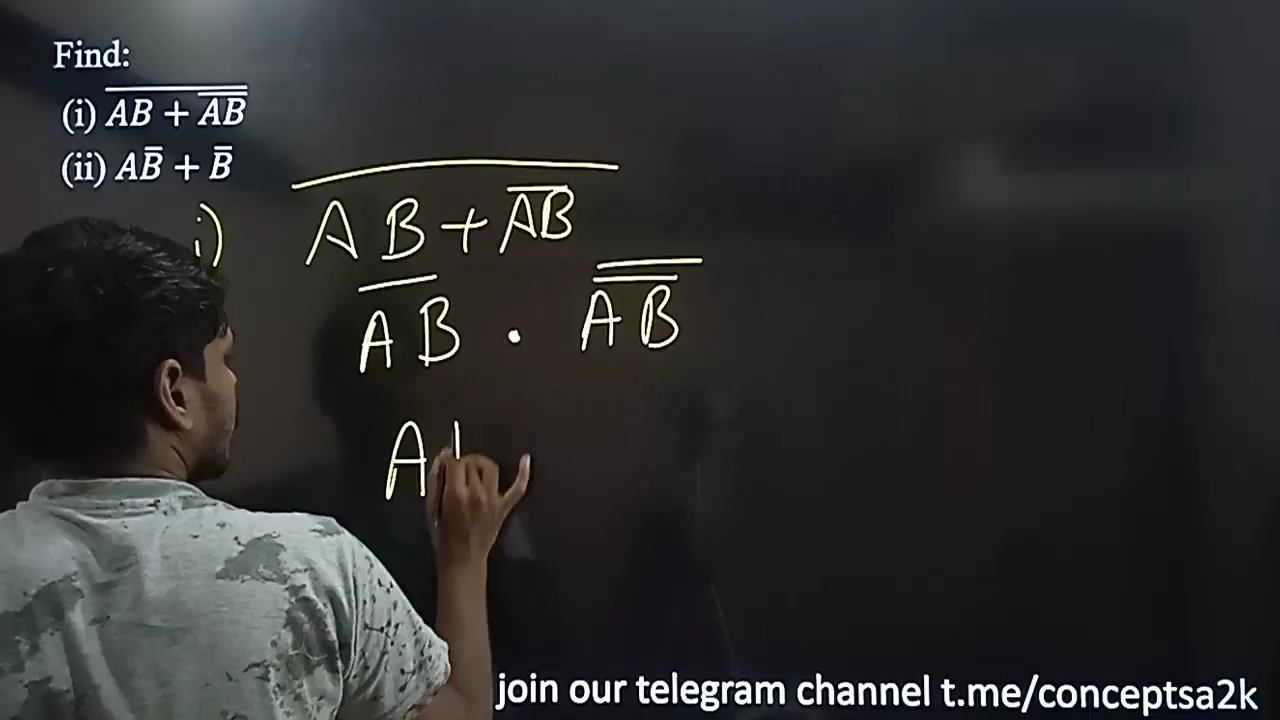 Find:
(i) $\overline{AB + \overline{\overline{AB}}}$
(ii) $A\overline{B} + \overline{B}$
i) $\overline{AB + \overline{AB}}$
$\overline{AB} \cdot \overline{\overline{AB}}$
A
join our telegram channel t.me/conceptsa2k